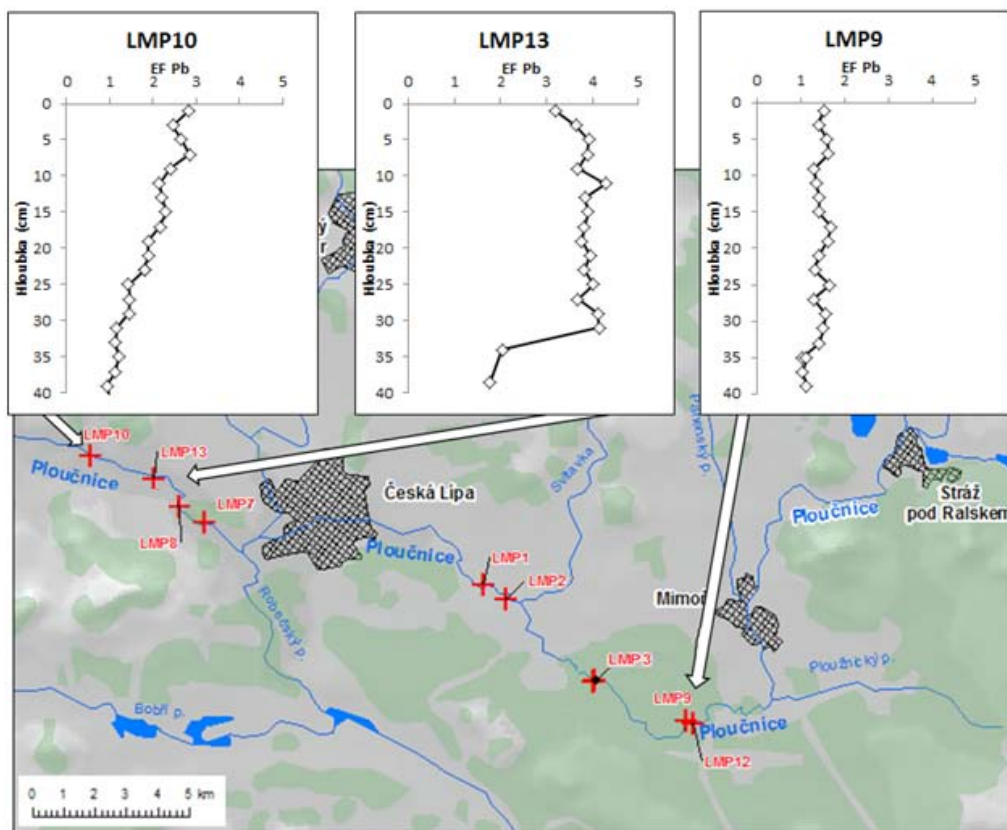 LMP10
EF Pb
0 1 2 3 4 5
0
5
10
15
20
25
30
35
40
Hloubka (cm)
LMP13
EF Pb
0 1 2 3 4 5
0
5
10
15
20
25
30
35
40
Hloubka (cm)
LMP9
EF Pb
0 1 2 3 4 5
0
5
10
15
20
25
30
35
40
Hloubka (cm)
ý
r
LMP10
LMP13
Ploučnice
LMP7
LMP8
Česká Lípa
Svitavka
Ploučnice
Stráž
pod Ralskem
Ploučnice
LMP1
LMP2
Robečský p.
LMP3
Ploužnický p.
LMP9
Ploučnice
LMP12
Bobří p.
0 1 2 3 4 5
km